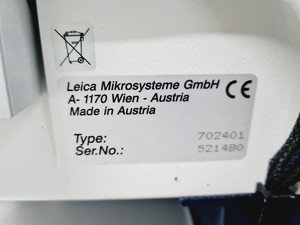 Leica Mikrosysteme GmbH
A- 1170 Wien - Austria
Made in Austria
CE
Type: 702401
Ser.No.: 521480